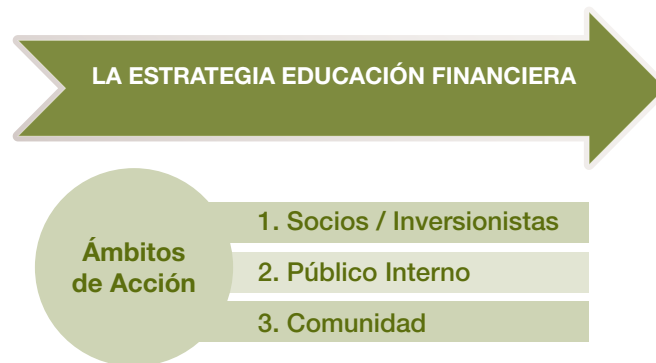 LA ESTRATEGIA EDUCACIÓN FINANCIERA
Ámbitos
de Acción
1. Socios / Inversionistas
2. Público Interno
3. Comunidad